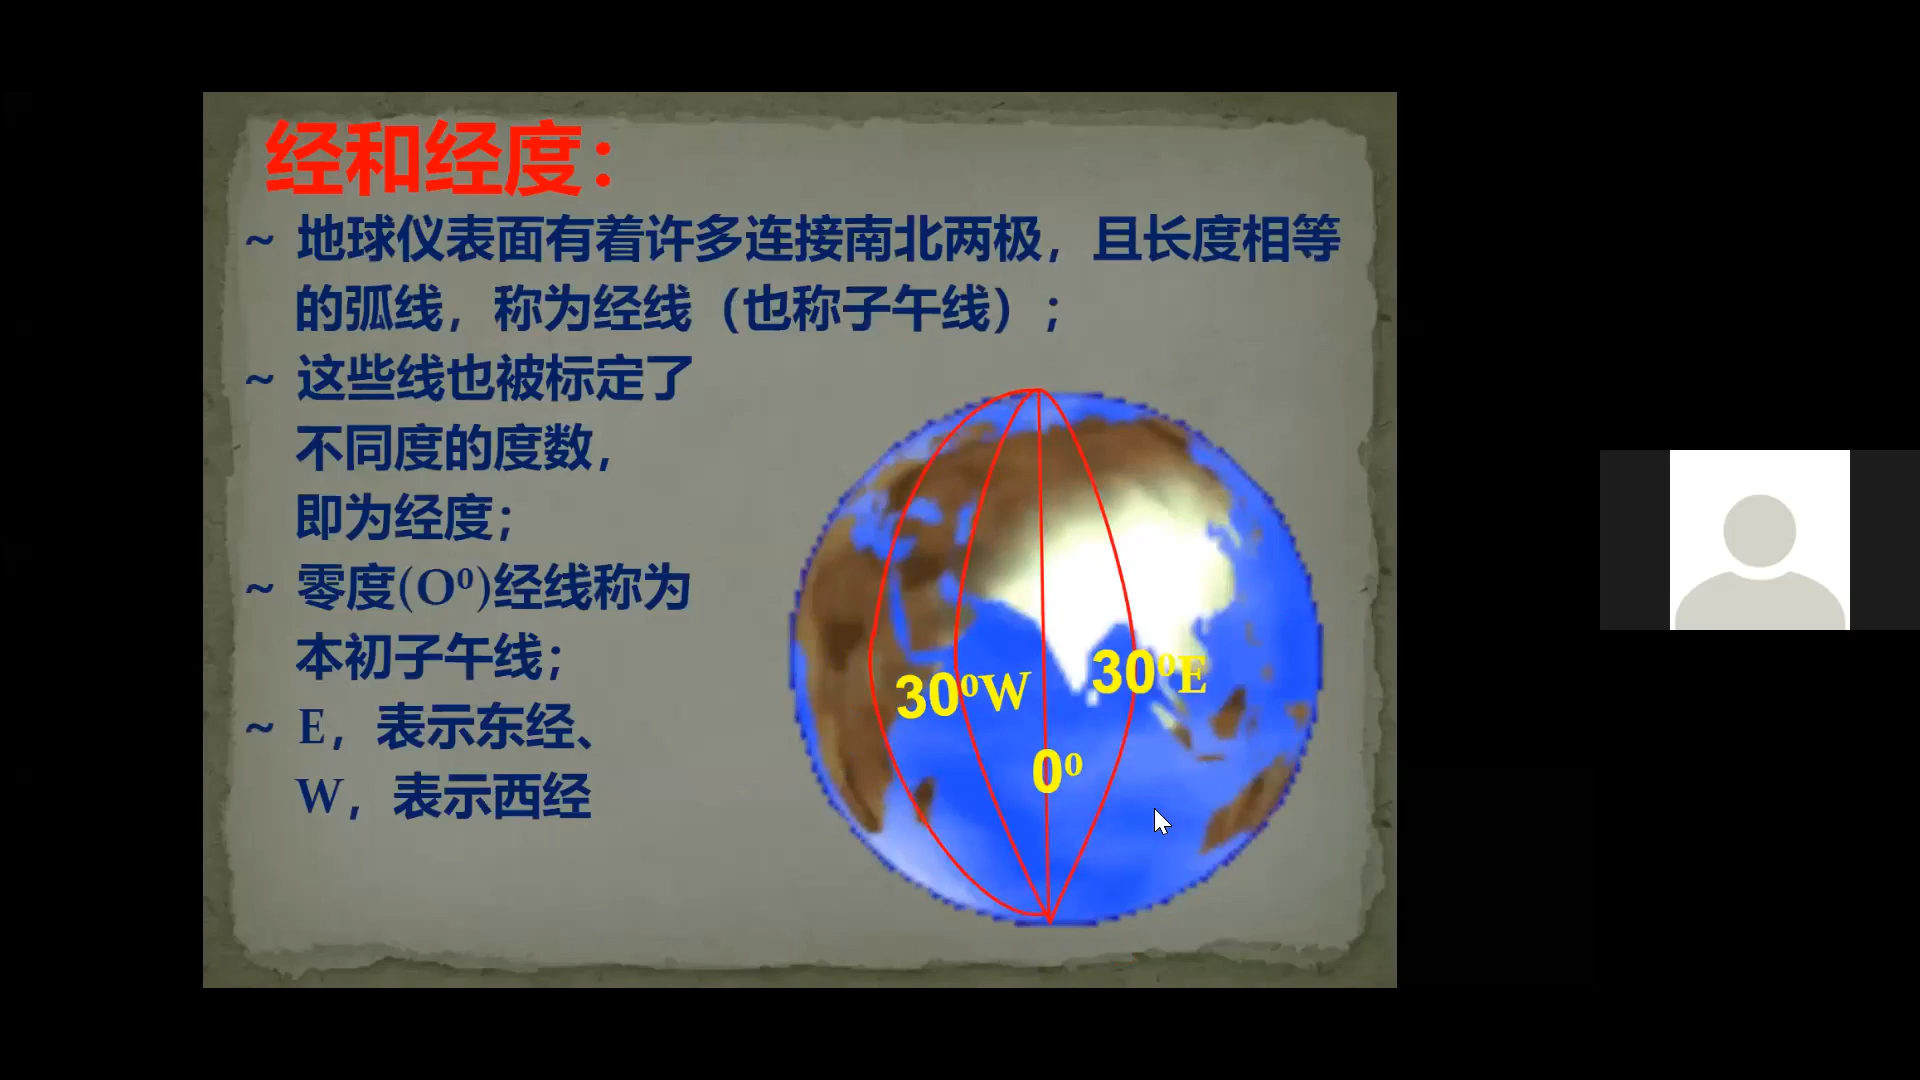 经和经度：
~ 地球仪表面有着许多连接南北两极，且长度相等
的弧线，称为经线（也称子午线）；
~ 这些线也被标定了
不同度的度数，
即为经度；
~ 零度(O⁰)经线称为
本初子午线；
~ E，表示东经、
W，表示西经
30⁰W
30⁰E
0⁰